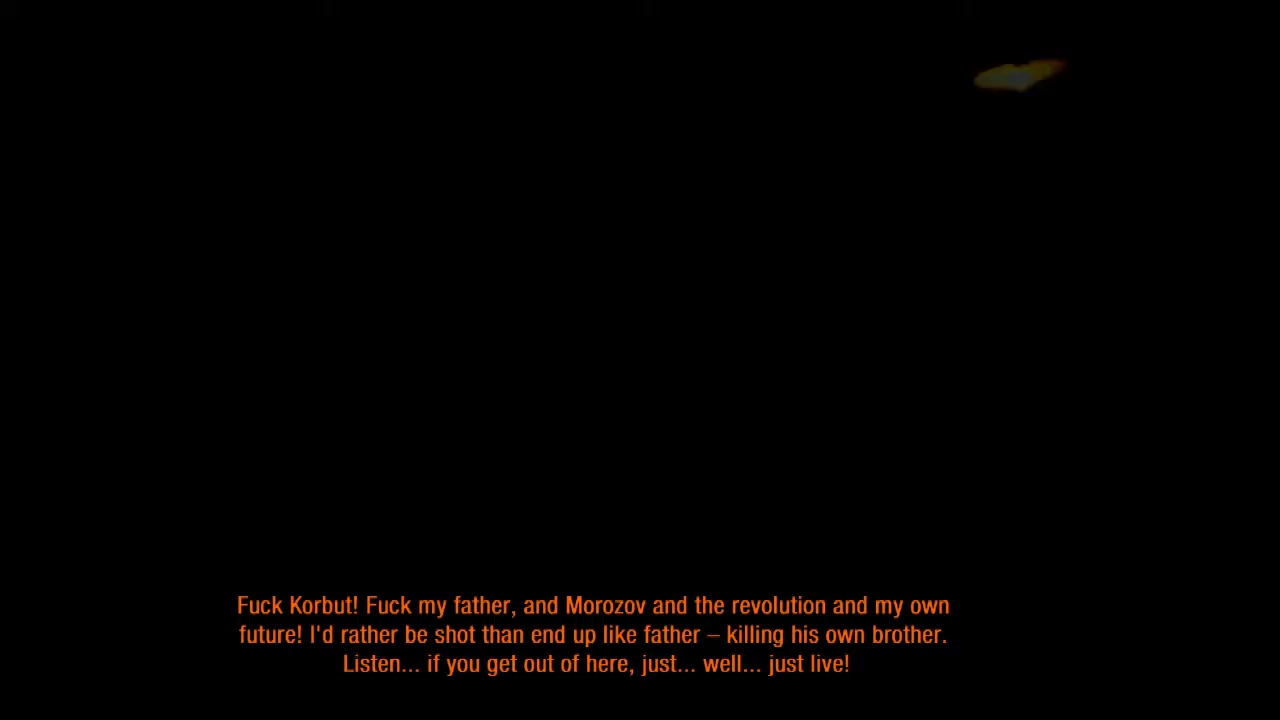 Fuck Korbut! Fuck my father, and Morozov and the revolution and my own
future! I'd rather be shot than end up like father – killing his own brother.
Listen... if you get out of here, just... well... just live!